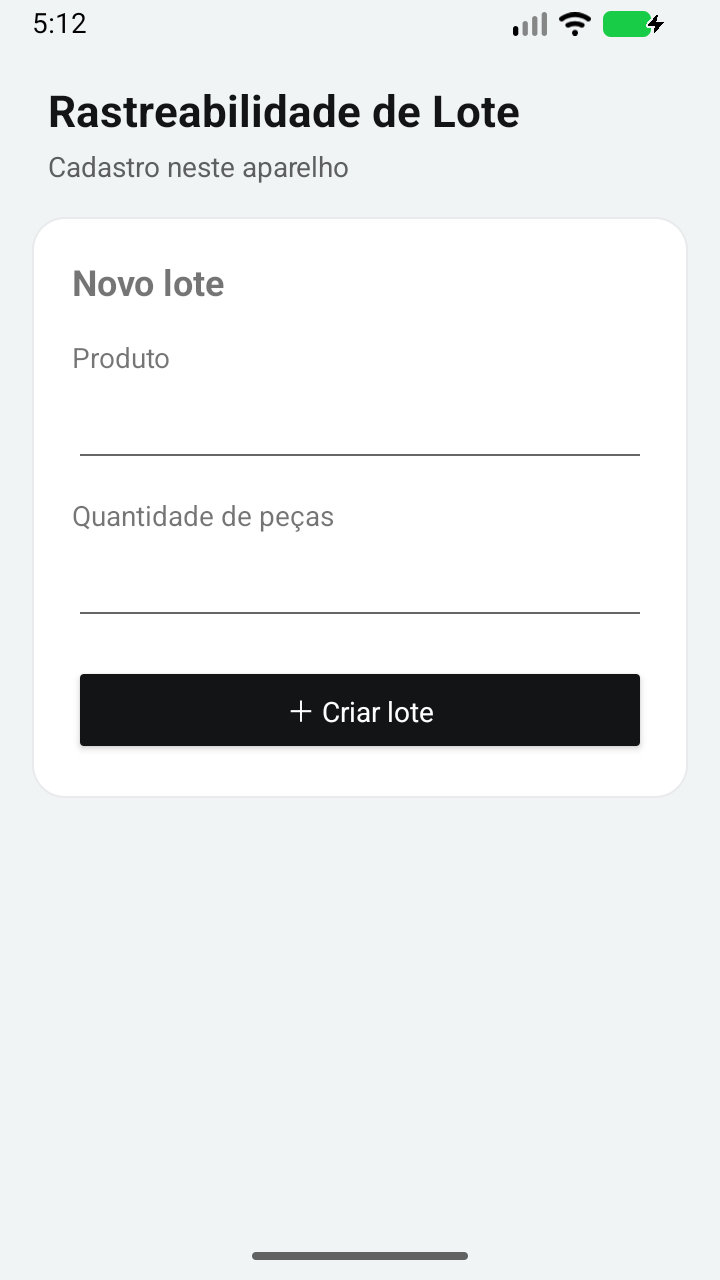 5:12
Rastreabilidade de Lote
Cadastro neste aparelho
Novo lote
Produto
Quantidade de peças
+ Criar lote